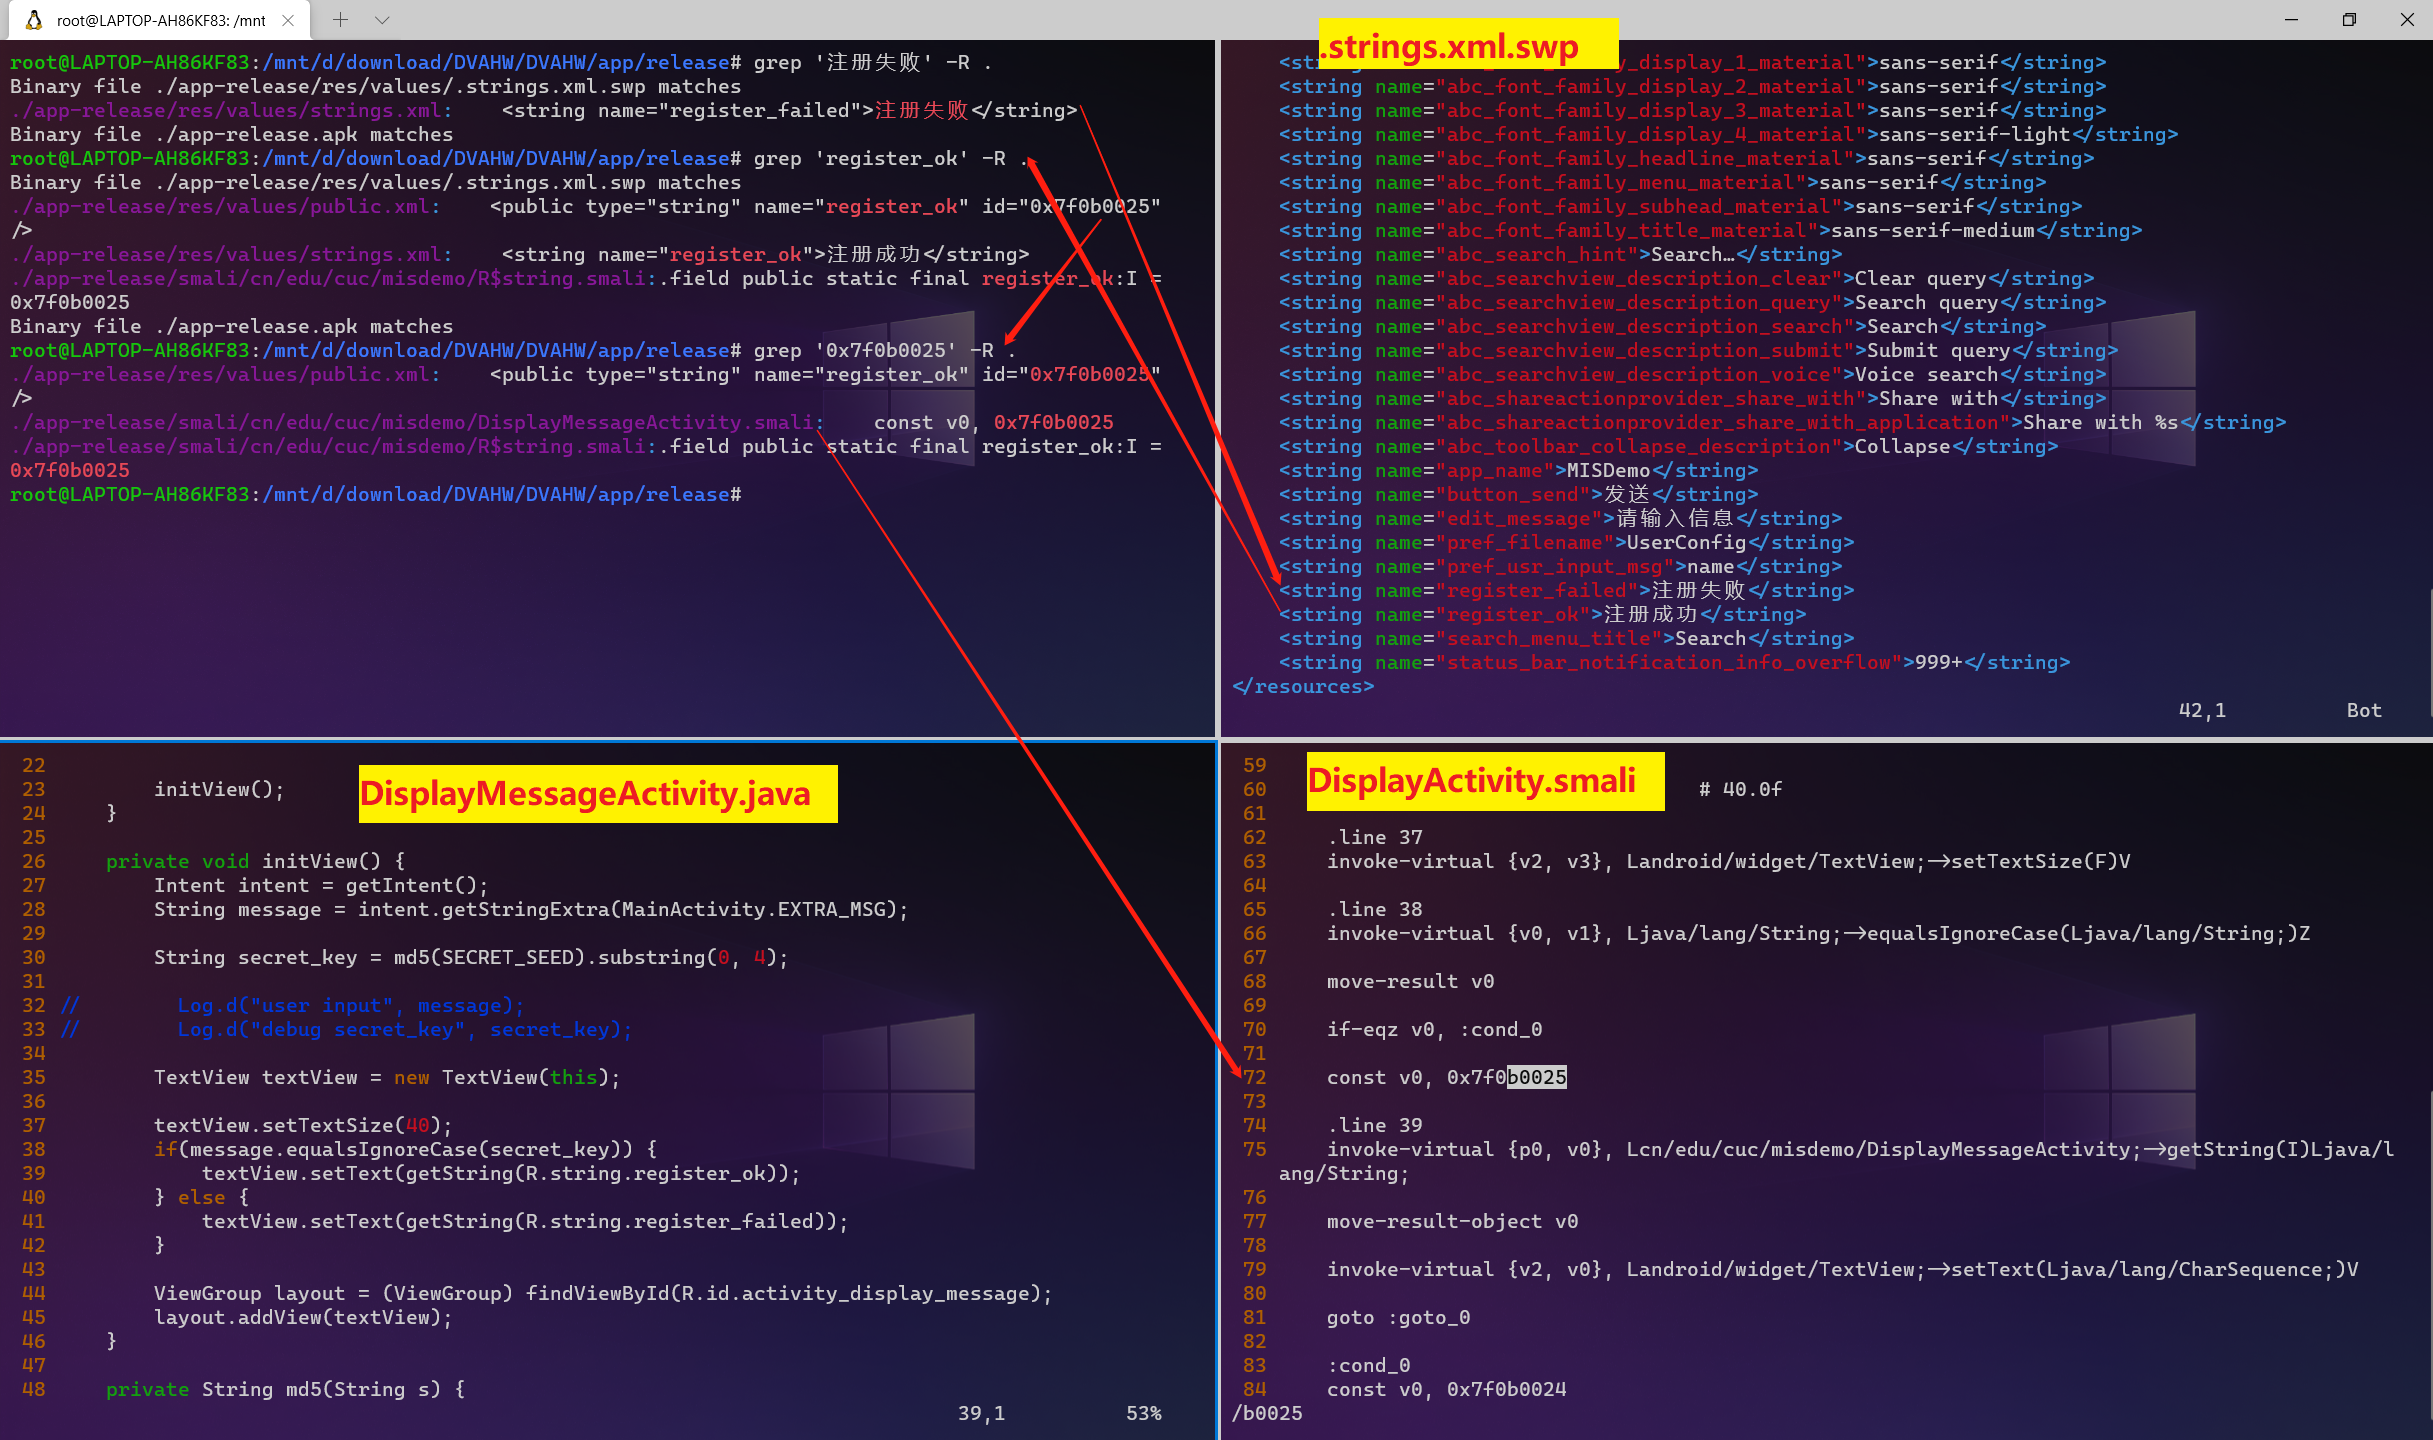 root@LAPTOP-AH86KF83: /mnt
root@LAPTOP-AH86KF83:/mnt/d/download/DVAHW/DVAHW/app/release# grep '注册失败' -R .
Binary file ./app-release/res/values/.strings.xml.swp matches
./app-release/res/values/strings.xml:    <string name="register_failed">注册失败</string>
Binary file ./app-release.apk matches
root@LAPTOP-AH86KF83:/mnt/d/download/DVAHW/DVAHW/app/release# grep 'register_ok' -R .
Binary file ./app-release/res/values/.strings.xml.swp matches
./app-release/res/values/public.xml:    <public type="string" name="register_ok" id="0x7f0b0025"
/>
./app-release/res/values/strings.xml:    <string name="register_ok">注册成功</string>
./app-release/smali/cn/edu/cuc/misdemo/R$string.smali:.field public static final register_ok:I =
0x7f0b0025
Binary file ./app-release.apk matches
root@LAPTOP-AH86KF83:/mnt/d/download/DVAHW/DVAHW/app/release# grep '0x7f0b0025' -R .
./app-release/res/values/public.xml:    <public type="string" name="register_ok" id="0x7f0b0025"
/>
./app-release/smali/cn/edu/cuc/misdemo/DisplayMessageActivity.smali:    const v0, 0x7f0b0025
./app-release/smali/cn/edu/cuc/misdemo/R$string.smali:.field public static final register_ok:I =
0x7f0b0025
root@LAPTOP-AH86KF83:/mnt/d/download/DVAHW/DVAHW/app/release#
.strings.xml.swp
<str y_display_1_material">sans-serif</string>
<string name="abc_font_family_display_2_material">sans-serif</string>
<string name="abc_font_family_display_3_material">sans-serif</string>
<string name="abc_font_family_display_4_material">sans-serif-light</string>
<string name="abc_font_family_headline_material">sans-serif</string>
<string name="abc_font_family_menu_material">sans-serif</string>
<string name="abc_font_family_subhead_material">sans-serif</string>
<string name="abc_font_family_title_material">sans-serif-medium</string>
<string name="abc_search_hint">Search…</string>
<string name="abc_searchview_description_clear">Clear query</string>
<string name="abc_searchview_description_query">Search query</string>
<string name="abc_searchview_description_search">Search</string>
<string name="abc_searchview_description_submit">Submit query</string>
<string name="abc_searchview_description_voice">Voice search</string>
<string name="abc_shareactionprovider_share_with">Share with</string>
<string name="abc_shareactionprovider_share_with_application">Share with %s</string>
<string name="abc_toolbar_collapse_description">Collapse</string>
<string name="app_name">MISDemo</string>
<string name="button_send">发送</string>
<string name="edit_message">请输入信息</string>
<string name="pref_filename">UserConfig</string>
<string name="pref_usr_input_msg">name</string>
<string name="register_failed">注册失败</string>
<string name="register_ok">注册成功</string>
<string name="search_menu_title">Search</string>
<string name="status_bar_notification_info_overflow">999+</string>
</resources>
42,1 Bot
DisplayMessageActivity.java
22
23         initView();
24     }
25
26     private void initView() {
27         Intent intent = getIntent();
28         String message = intent.getStringExtra(MainActivity.EXTRA_MSG);
29
30         String secret_key = md5(SECRET_SEED).substring(0, 4);
31
32 //        Log.d("user input", message);
33 //        Log.d("debug secret_key", secret_key);
34
35         TextView textView = new TextView(this);
36
37         textView.setTextSize(40);
38         if(message.equalsIgnoreCase(secret_key)) {
39             textView.setText(getString(R.string.register_ok));
40         } else {
41             textView.setText(getString(R.string.register_failed));
42         }
43
44         ViewGroup layout = (ViewGroup) findViewById(R.id.activity_display_message);
45         layout.addView(textView);
46     }
47
48     private String md5(String s) {
39,1 53%
DisplayActivity.smali
59
60     # 40.0f
61
62     .line 37
63     invoke-virtual {v2, v3}, Landroid/widget/TextView;->setTextSize(F)V
64
65     .line 38
66     invoke-virtual {v0, v1}, Ljava/lang/String;->equalsIgnoreCase(Ljava/lang/String;)Z
67
68     move-result v0
69
70     if-eqz v0, :cond_0
71
72     const v0, 0x7f0b0025
73
74     .line 39
75     invoke-virtual {p0, v0}, Lcn/edu/cuc/misdemo/DisplayMessageActivity;->getString(I)Ljava/l
ang/String;
76
77     move-result-object v0
78
79     invoke-virtual {v2, v0}, Landroid/widget/TextView;->setText(Ljava/lang/CharSequence;)V
80
81     goto :goto_0
82
83     :cond_0
84     const v0, 0x7f0b0024
/b0025